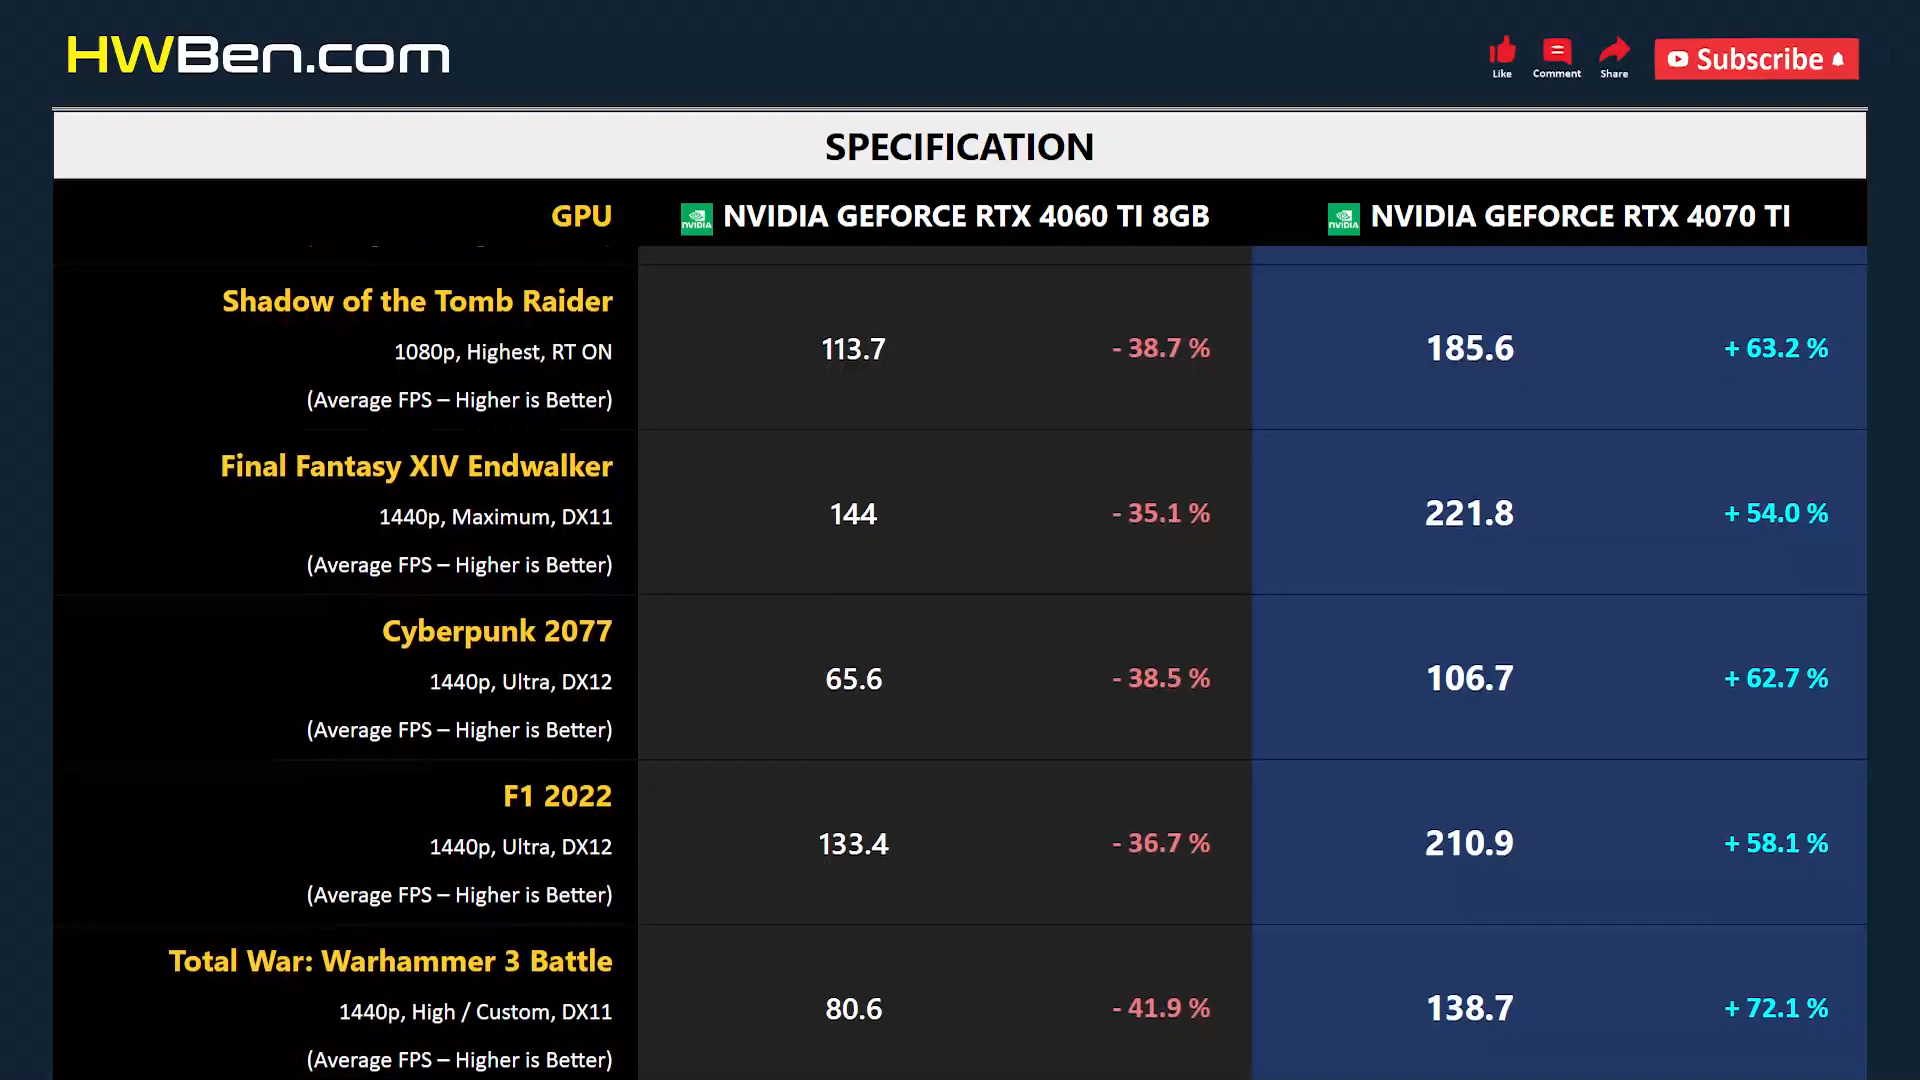 HWBen.com
Like
Comment
Share
Subscribe
SPECIFICATION
GPU
NVIDIA
NVIDIA GEFORCE RTX 4060 TI 8GB
NVIDIA
NVIDIA GEFORCE RTX 4070 TI
Shadow of the Tomb Raider
1080p, Highest, RT ON
(Average FPS – Higher is Better)
113.7
- 38.7 %
185.6
+ 63.2 %
Final Fantasy XIV Endwalker
1440p, Maximum, DX11
(Average FPS – Higher is Better)
144
- 35.1 %
221.8
+ 54.0 %
Cyberpunk 2077
1440p, Ultra, DX12
(Average FPS – Higher is Better)
65.6
- 38.5 %
106.7
+ 62.7 %
F1 2022
1440p, Ultra, DX12
(Average FPS – Higher is Better)
133.4
- 36.7 %
210.9
+ 58.1 %
Total War: Warhammer 3 Battle
1440p, High / Custom, DX11
(Average FPS – Higher is Better)
80.6
- 41.9 %
138.7
+ 72.1 %